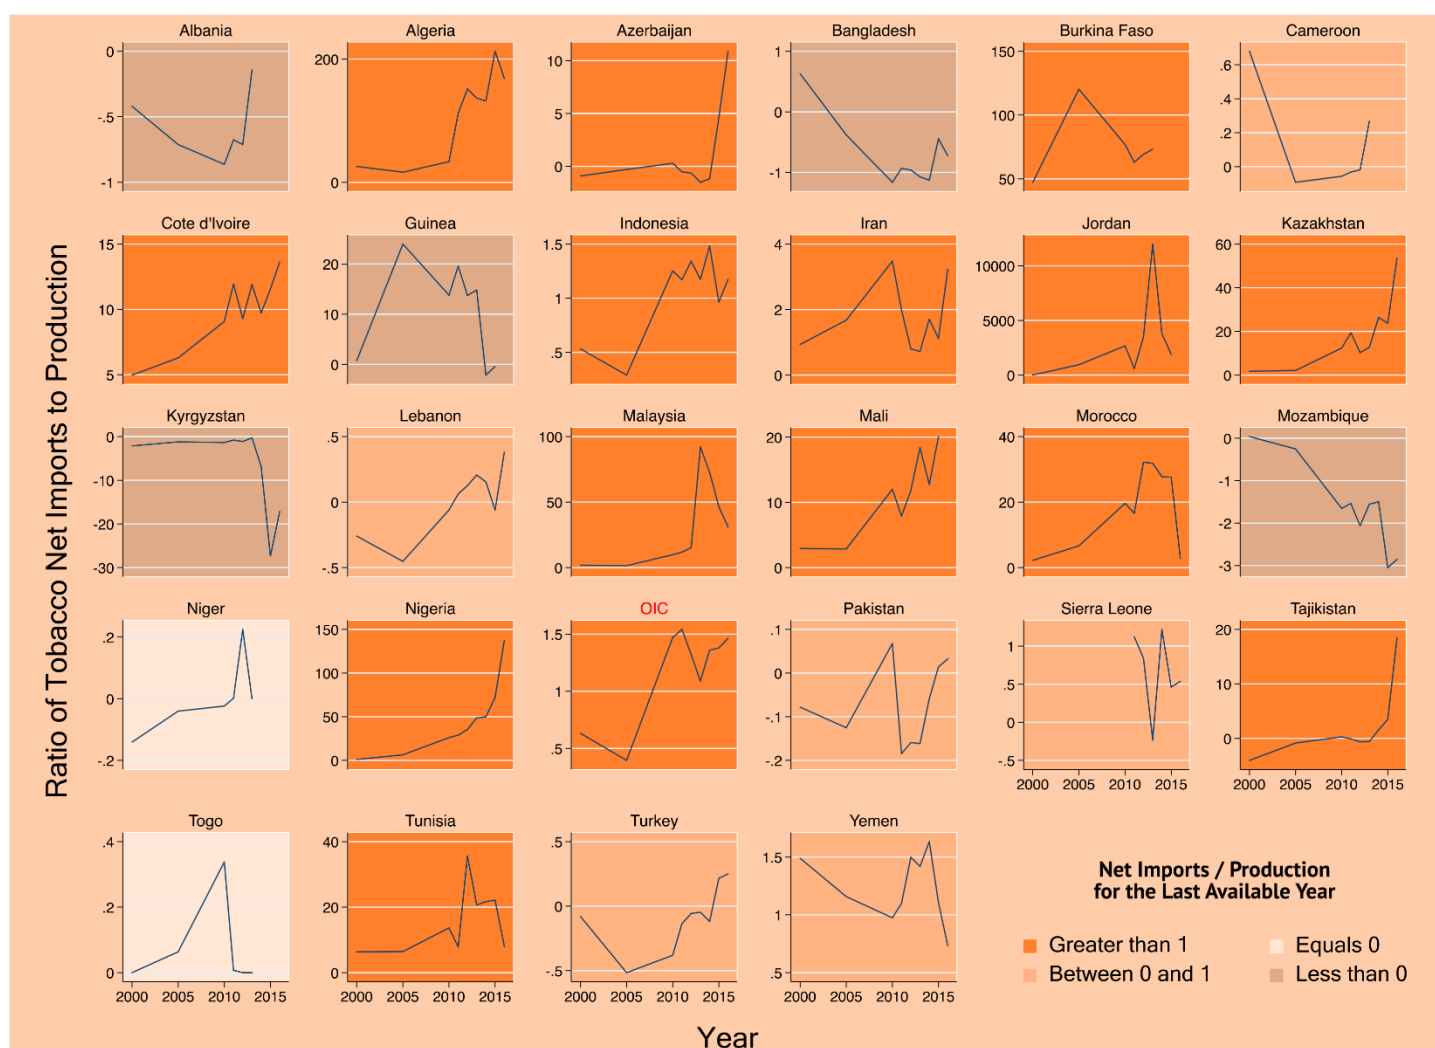 Ratio of Tobacco Net Imports to Production
Albania
0
-.5
-1
Algeria
200
0
Azerbaijan
10
5
0
Bangladesh
1
0
-1
Burkina Faso
150
100
50
Cameroon
.6
.4
.2
0
Cote d'Ivoire
15
10
5
Guinea
20
10
0
Indonesia
1.5
1
.5
Iran
4
2
0
Jordan
10000
5000
0
Kazakhstan
60
40
20
0
Kyrgyzstan
0
-10
-20
-30
Lebanon
.5
0
-.5
Malaysia
100
50
0
Mali
20
10
0
Morocco
40
20
0
Mozambique
0
-1
-2
-3
Niger
.2
0
-.2
Nigeria
150
100
50
0
OIC
1.5
1
.5
Pakistan
.1
0
-.1
-.2
Sierra Leone
1
.5
0
-.5
2000 2005 2010 2015
Tajikistan
20
10
0
2000 2005 2010 2015
Togo
.4
.2
0
2000 2005 2010 2015
Tunisia
40
20
0
2000 2005 2010 2015
Turkey
.5
0
-.5
2000 2005 2010 2015
Yemen
1.5
1
.5
2000 2005 2010 2015
Net Imports / Production
for the Last Available Year
Greater than 1
Equals 0
Between 0 and 1
Less than 0
Year